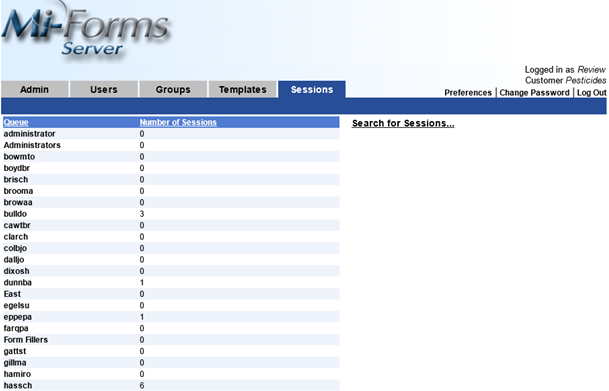 Mi-Forms
Server
Logged in as Review
Customer Pesticides
Preferences | Change Password | Log Out
Admin Users Groups Templates Sessions
Queue Number of Sessions
Search for Sessions...
administrator 0
Administrators 0
bowmto 0
boydbr 0
brisch 0
brooma 0
browaa 0
bulldo 3
cawtbr 0
clarch 0
colbjo 0
dalljo 0
dixosh 0
dunnba 1
East 0
egelsu 0
eppepa 1
farqpa 0
Form Fillers 0
gattst 0
gillma 0
hamiro 0
hassch 6